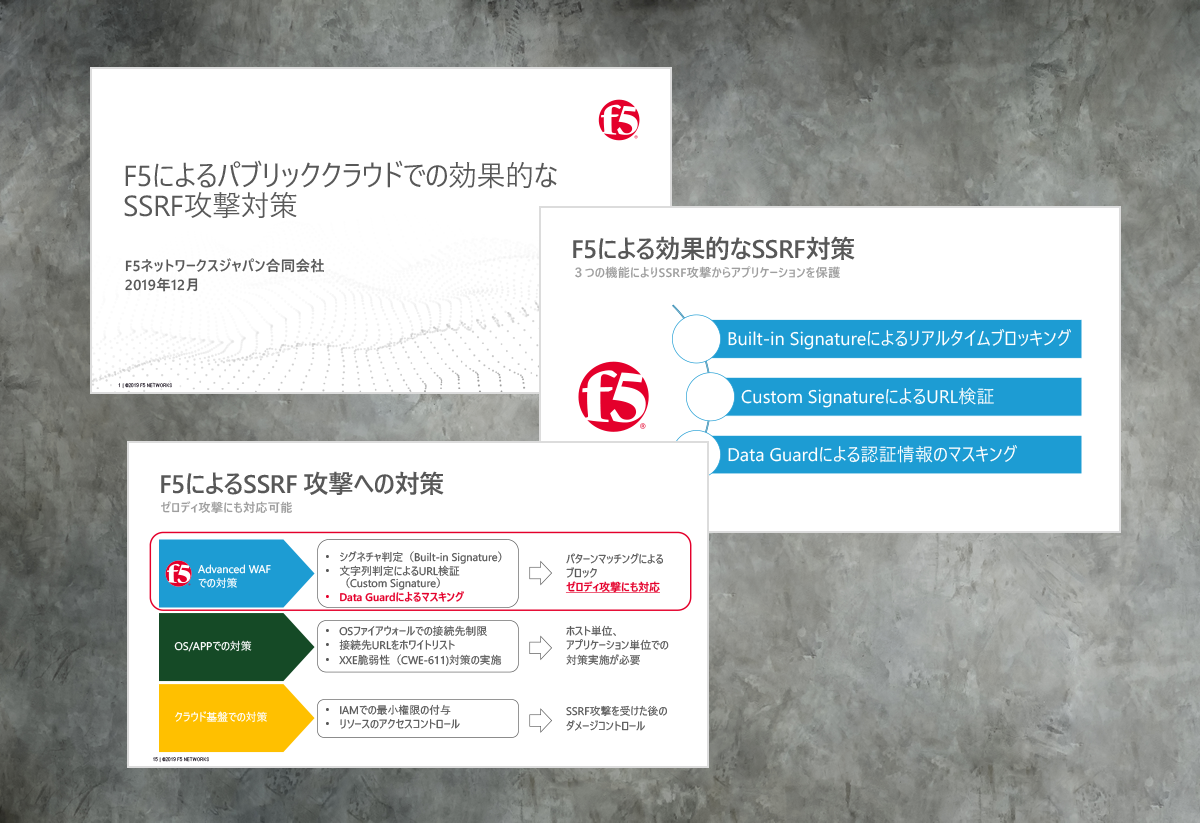 f5
F5によるパブリッククラウドでの効果的な
SSRF攻撃対策
F5ネットワークスジャパン合同会社
2019年12月
1 | ©2019 F5 NETWORKS
F5による効果的なSSRF対策
３つの機能によりSSRF攻撃からアプリケーションを保護
f5
Built-in Signatureによるリアルタイムブロッキング
Custom SignatureによるURL検証
Data Guardによる認証情報のマスキング
F5によるSSRF 攻撃への対策
ゼロディ攻撃にも対応可能
f5
Advanced WAF
での対策
• シグネチャ判定（Built-in Signature）
• 文字列判定によるURL検証
（Custom Signature）
• Data Guardによるマスキング
パターンマッチングによる
ブロック
ゼロディ攻撃にも対応
OS/APPでの対策
• OSファイアウォールでの接続先制限
• 接続先URLをホワイトリスト
• XXE脆弱性（CWE-611)対策の実施
ホスト単位、
アプリケーション単位での
対策実施が必要
クラウド基盤での対策
• IAMでの最小権限の付与
• リソースのアクセスコントロール
SSRF攻撃を受けた後の
ダメージコントロール
15 | ©2019 F5 NETWORKS